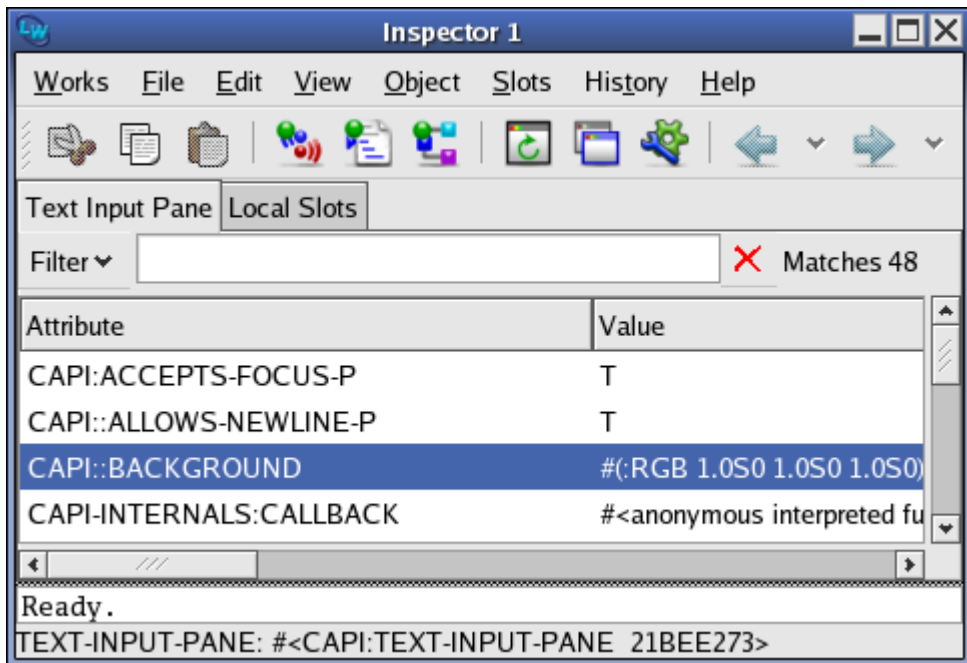 LW Inspector 1
Works File Edit View Object Slots History Help
Text Input Pane Local Slots
Filter Matches 48
Attribute Value
CAPI:ACCEPTS-FOCUS-P T
CAPI::ALLOWS-NEWLINE-P T
CAPI::BACKGROUND #(:RGB 1.0S0 1.0S0 1.0S0)
CAPI-INTERNALS:CALLBACK #<anonymous interpreted fu
Ready.
TEXT-INPUT-PANE: #<CAPI:TEXT-INPUT-PANE 21BEE273>